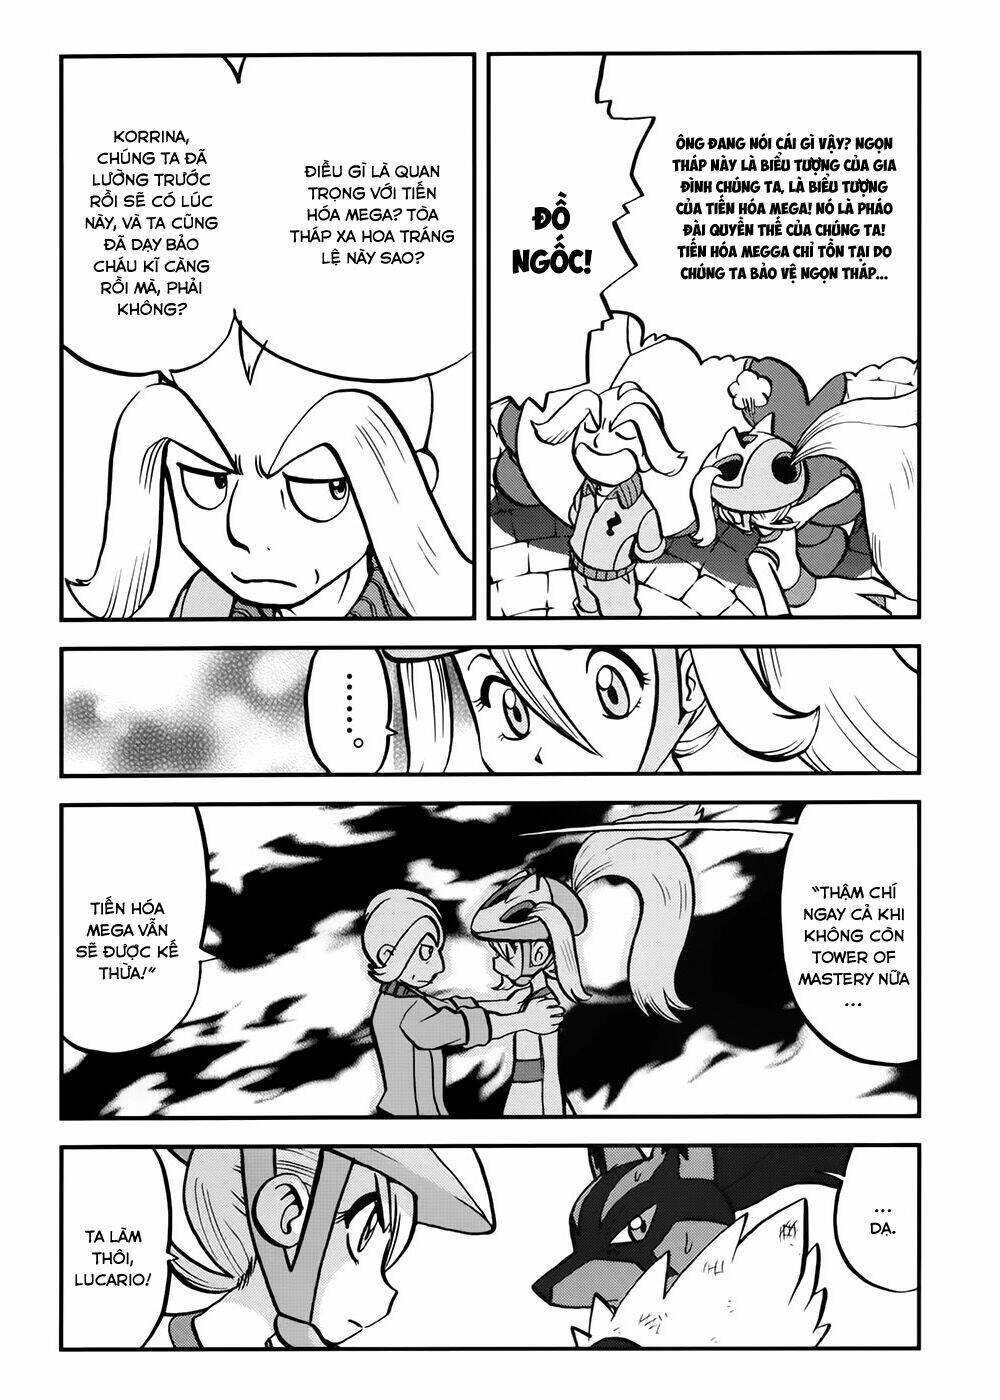 ÔNG ĐANG NÓI CÁI GÌ VẬY? NGỌN
THÁP NÀY LÀ BIỂU TƯỢNG CỦA GIA
ĐÌNH CHÚNG TA, LÀ BIỂU TƯỢNG
CỦA TIẾN HÓA MEGA! NÓ LÀ PHÁO
ĐÀI QUYỀN THẾ CỦA CHÚNG TA!
TIẾN HÓA MEGGA CHỈ TỒN TẠI DO
CHÚNG TA BẢO VỆ NGỌN THÁP...
ĐỒ
NGỐC!
ĐIỀU GÌ LÀ QUAN
TRỌNG VỚI TIẾN
HÓA MEGA? TÒA
THÁP XA HOA TRÁNG
LỆ NÀY SAO?
KORRINA,
CHÚNG TA ĐÃ
LƯỜNG TRƯỚC
RỒI SẼ CÓ LÚC
NÀY, VÀ TA CŨNG
ĐÃ DẠY BẢO
CHÁU KĨ CÀNG
RỒI MÀ, PHẢI
KHÔNG?
......。
"THẬM CHÍ
NGAY CẢ KHI
KHÔNG CÒN
TOWER OF
MASTERY NỮA
...
TIẾN HÓA
MEGA VẪN
SẼ ĐƯỢC KẾ
THỪA!"
...
DẠ.
TA LÀM
THÔI,
LUCARIO!